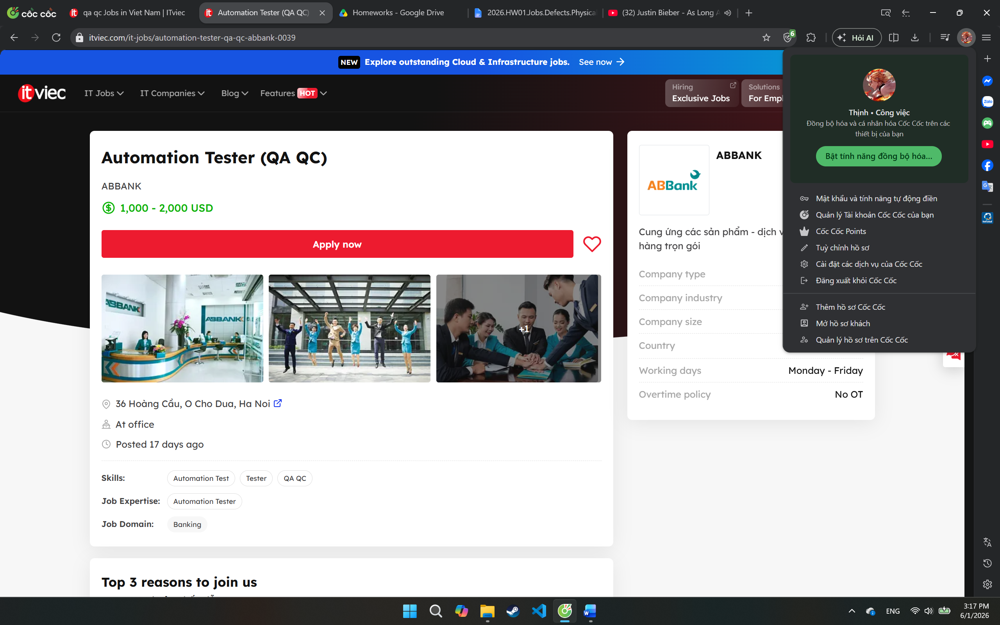 cốc cốc
qa qc Jobs in Viet Nam | ITviec
Automation Tester (QA QC)
Homeworks - Google Drive
2026.HW01.Jobs.Defects.Physical
(32) Justin Bieber - As Long A
itviec.com/it-jobs/automation-tester-qa-qc-abbank-0039
6
Hỏi AI
NEW Explore outstanding Cloud & Infrastructure jobs. See now
itviec
IT Jobs
IT Companies
Blog
Features HOT
Hiring
Exclusive Jobs
Solutions
For Empl
Thịnh • Công việc
Đồng bộ hóa và cá nhân hóa Cốc Cốc trên các
thiết bị của bạn
Bật tính năng đồng bộ hóa...
Mật khẩu và tính năng tự động điền
Quản lý Tài khoản Cốc Cốc của bạn
Cốc Cốc Points
Tuỳ chỉnh hồ sơ
Cài đặt các dịch vụ của Cốc Cốc
Đăng xuất khỏi Cốc Cốc
Thêm hồ sơ Cốc Cốc
Mở hồ sơ khách
Quản lý hồ sơ trên Cốc Cốc
Zalo
Automation Tester (QA QC)
ABBANK
1,000 - 2,000 USD
Apply now
ABBANK
ABBANK
+1
36 Hoàng Cầu, O Cho Dua, Ha Noi
At office
Posted 17 days ago
Skills:
Automation Test
Tester
QA QC
Job Expertise:
Automation Tester
Job Domain:
Banking
Top 3 reasons to join us
ABBank
ABBANK
Cung ứng các sản phẩm - dịch v
hàng trọn gói
Company type
Company industry
Company size
Country
Working days
Monday - Friday
Overtime policy
No OT
ENG
3:17 PM
6/1/2026